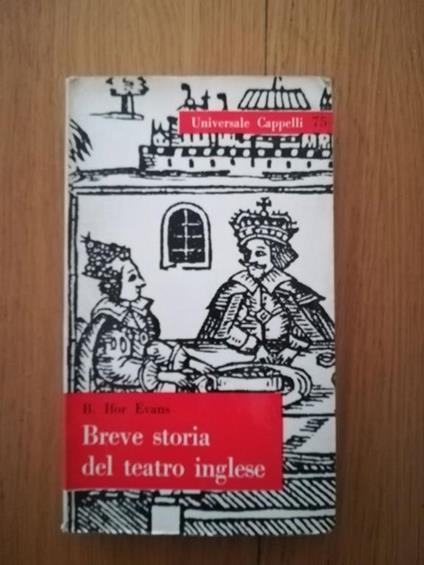 Universale Cappelli 75
B. Ifor Evans
Breve storia
del teatro inglese